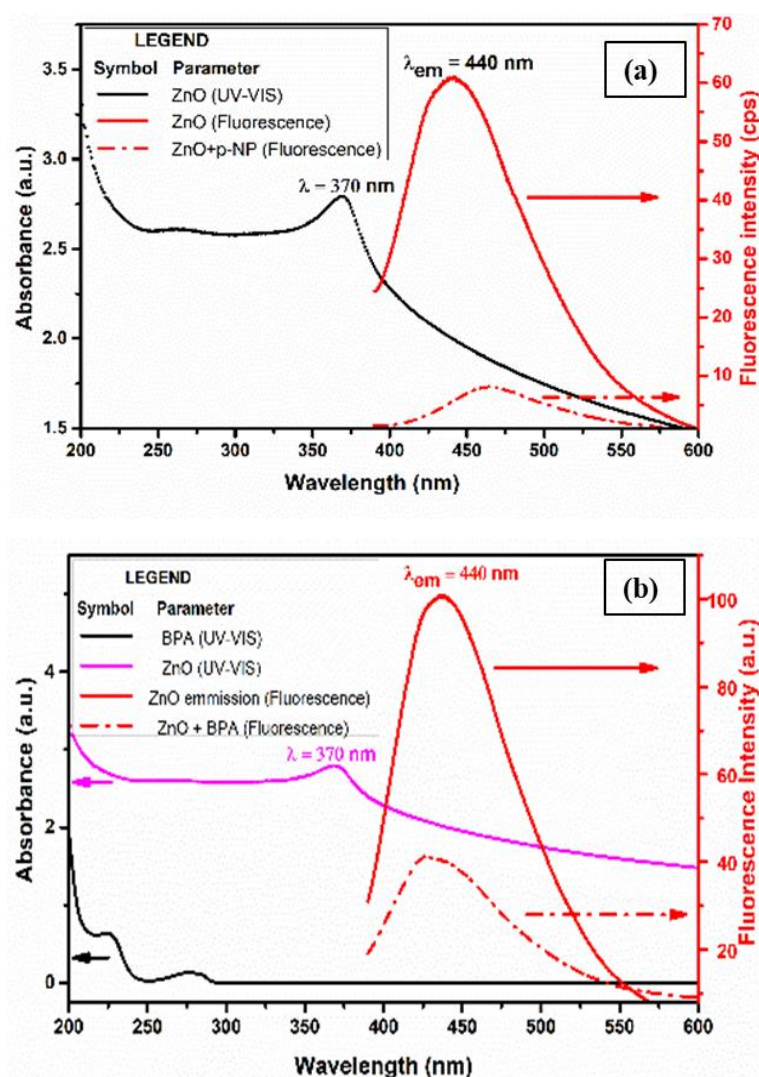 LEGEND
Symbol Parameter
ZnO (UV-VIS)
ZnO (Fluorescence)
ZnO+p-NP (Fluorescence)
λem = 440 nm
(a)
λ = 370 nm
3.5
3.0
2.5
2.0
1.5
Absorbance (a.u.)
70
60
50
40
30
20
10
0
Fluorescence intensity (cps)
200 250 300 350 400 450 500 550 600
Wavelength (nm)
LEGEND
Symbol Parameter
BPA (UV-VIS)
ZnO (UV-VIS)
ZnO emmission (Fluorescence)
ZnO + BPA (Fluorescence)
λem = 440 nm
(b)
λ = 370 nm
4
2
0
Absorbance (a.u.)
100
80
60
40
20
Fluorescence Intensity (a.u.)
200 250 300 350 400 450 500 550 600
Wavelength (nm)